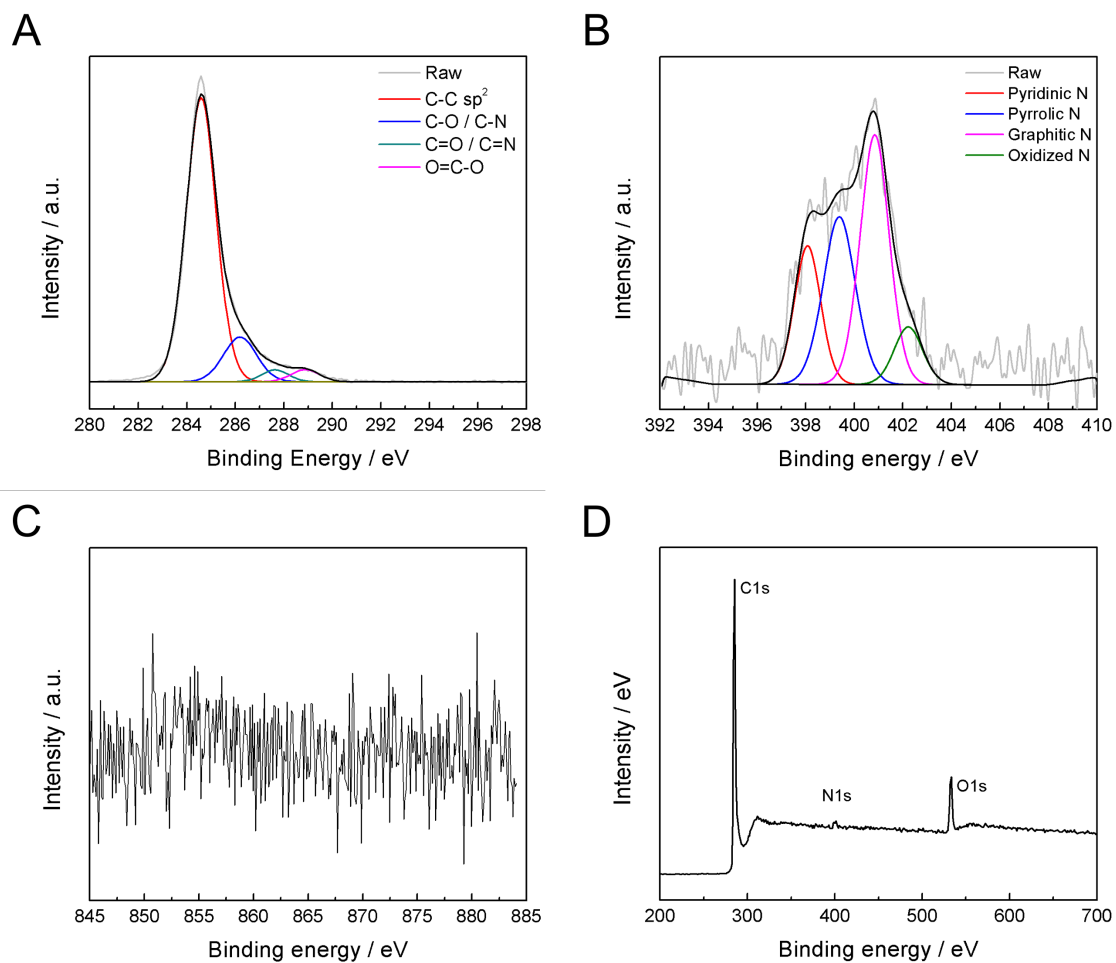 A
Intensity / a.u.
Raw
C-C sp²
C-O / C-N
C=O / C=N
O=C-O
280 282 284 286 288 290 292 294 296 298
Binding Energy / eV
B
Intensity / a.u.
Raw
Pyridinic N
Pyrrolic N
Graphitic N
Oxidized N
392 394 396 398 400 402 404 406 408 410
Binding energy / eV
C
Intensity / a.u.
845 850 855 860 865 870 875 880 885
Binding energy / eV
D
Intensity / eV
C1s
N1s
O1s
200 300 400 500 600 700
Binding energy / eV